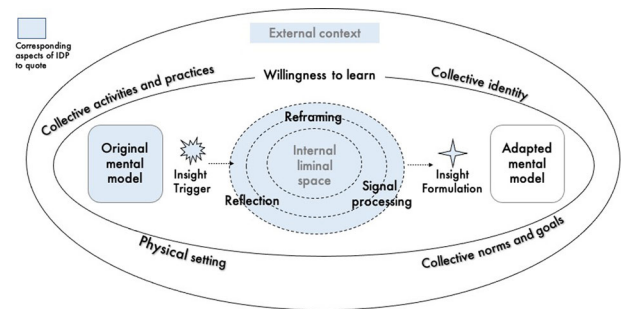 Corresponding
aspects of IDP
to quote
External context
Collective activities and practices
Willingness to learn
Collective identity
Original
mental
model
Insight
Trigger
Reframing
Internal
liminal
space
Reflection
Signal
processing
Insight
Formulation
Adapted
mental
model
Physical setting
Collective norms and goals